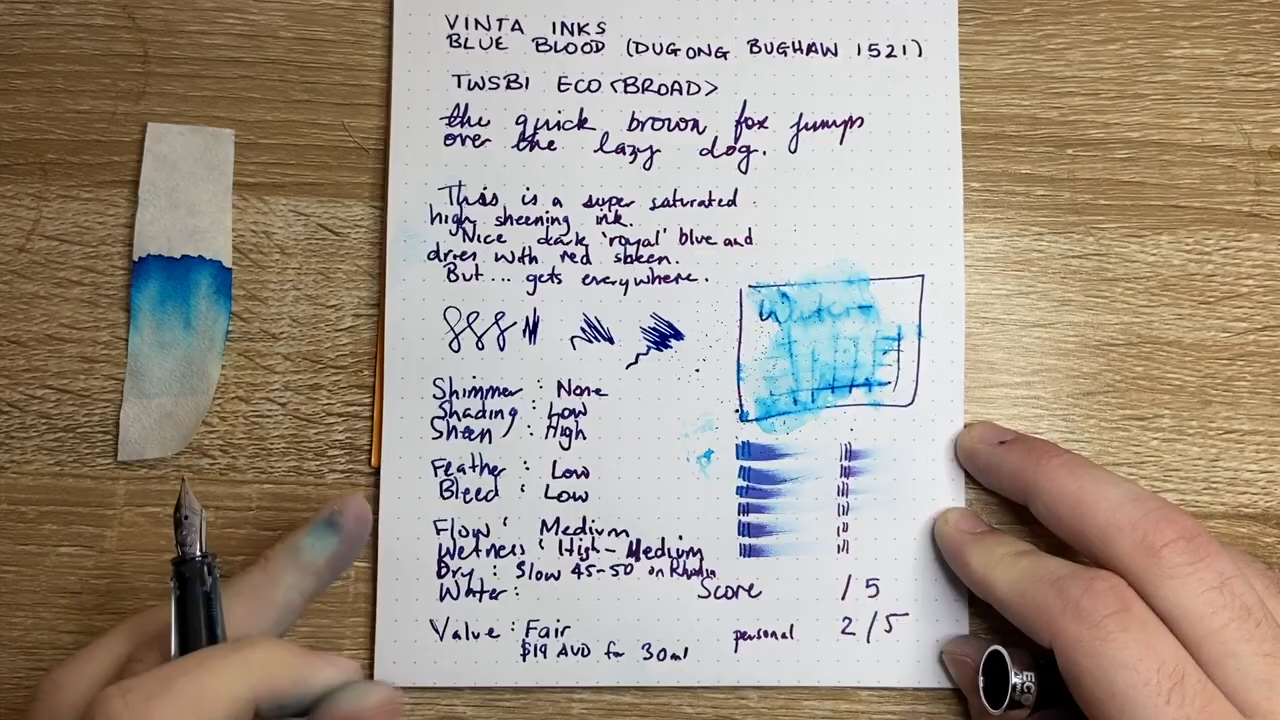 VINTA INKS
BLUE BLOOD (DUGONG BUGHAW 1521)
TWSBI ECO <BROAD>
the quick brown fox jumps
over the lazy dog.
This is a super saturated
high sheening ink.
Nice dark 'royal' blue and
dries with red sheen.
But... gets everywhere.
Water
Shimmer : None
Shading : Low
Sheen : High
Feather : Low
Bleed : Low
Flow : Medium
Wetness : High-Medium
Dry : Slow 45-50 on Rhodia
Water :
Score /5
Value : Fair
$19 AUD for 30ml
personal 2/5
ECO